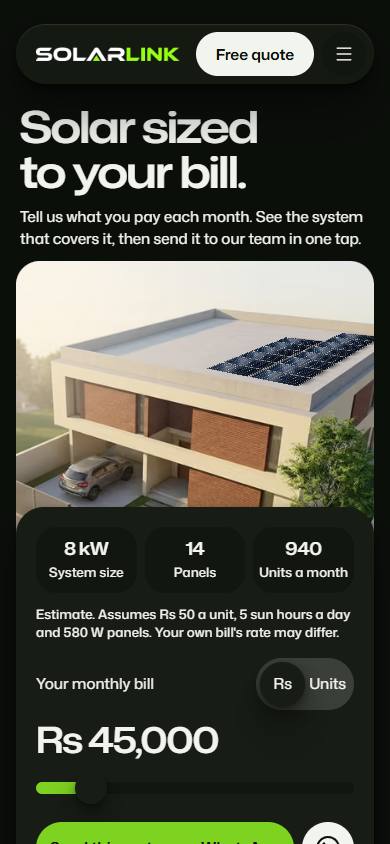 SOLARLINK
Free quote
Solar sized
to your bill.
Tell us what you pay each month. See the system
that covers it, then send it to our team in one tap.
8 kW
System size
14
Panels
940
Units a month
Estimate. Assumes Rs 50 a unit, 5 sun hours a day
and 580 W panels. Your own bill's rate may differ.
Your monthly bill
Rs
Units
Rs 45,000